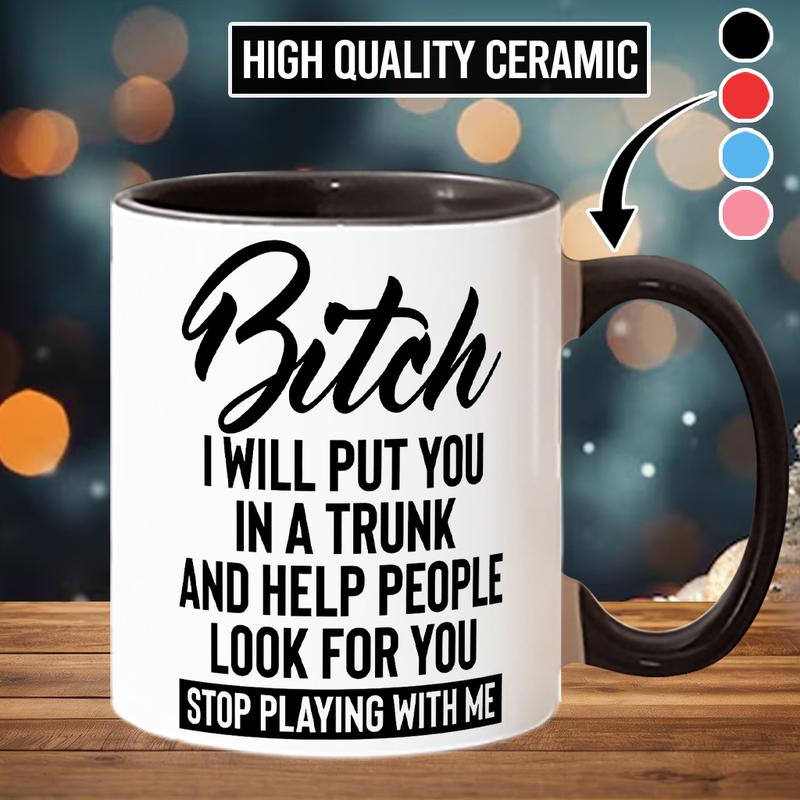 HIGH QUALITY CERAMIC
Bitch
I WILL PUT YOU
IN A TRUNK
AND HELP PEOPLE
LOOK FOR YOU
STOP PLAYING WITH ME